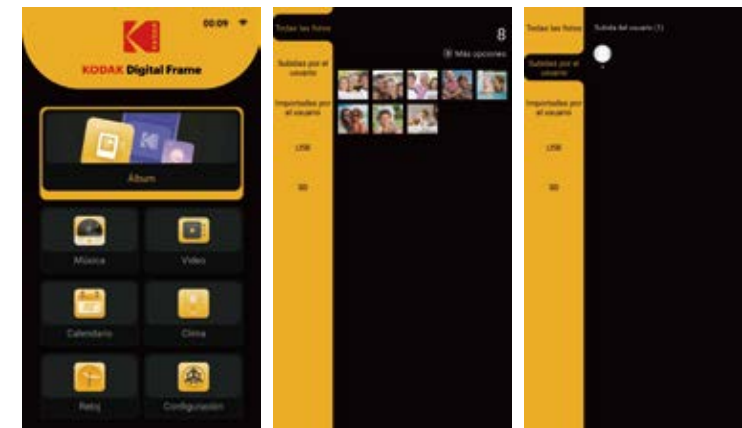 00:09
KODAK
KODAK Digital Frame
Álbum
Música
Video
Calendario
Clima
Reloj
Configuración
Todas las fotos
Subidas por el
usuario
Importadas por
el usuario
USB
SD
8
Más opciones
Todas las fotos
Subidas por el
usuario
Importadas por
el usuario
USB
SD
Subida del usuario (1)